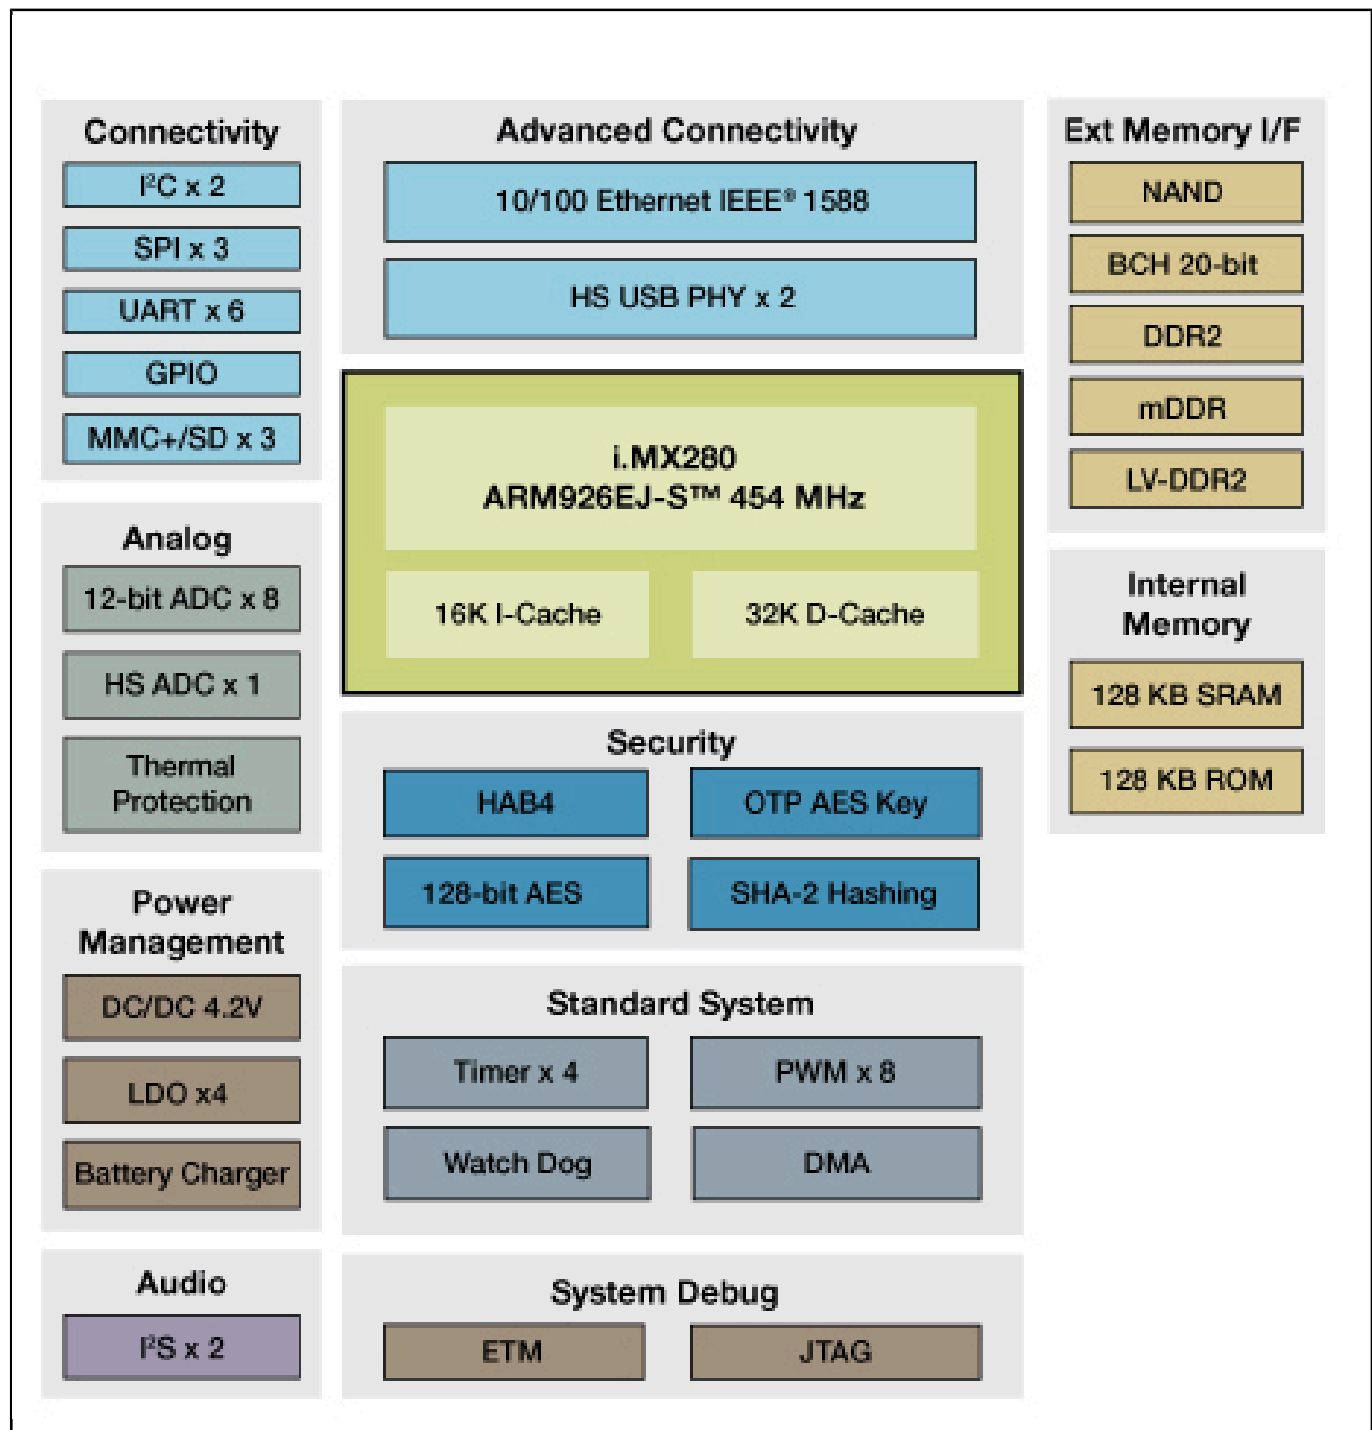 Connectivity
I²C x 2
SPI x 3
UART x 6
GPIO
MMC+/SD x 3
Analog
12-bit ADC x 8
HS ADC x 1
Thermal
Protection
Power
Management
DC/DC 4.2V
LDO x4
Battery Charger
Audio
I²S x 2
Advanced Connectivity
10/100 Ethernet IEEE® 1588
HS USB PHY x 2
i.MX280
ARM926EJ-S™ 454 MHz
16K I-Cache
32K D-Cache
Security
HAB4
OTP AES Key
128-bit AES
SHA-2 Hashing
Standard System
Timer x 4
PWM x 8
Watch Dog
DMA
System Debug
ETM
JTAG
Ext Memory I/F
NAND
BCH 20-bit
DDR2
mDDR
LV-DDR2
Internal
Memory
128 KB SRAM
128 KB ROM